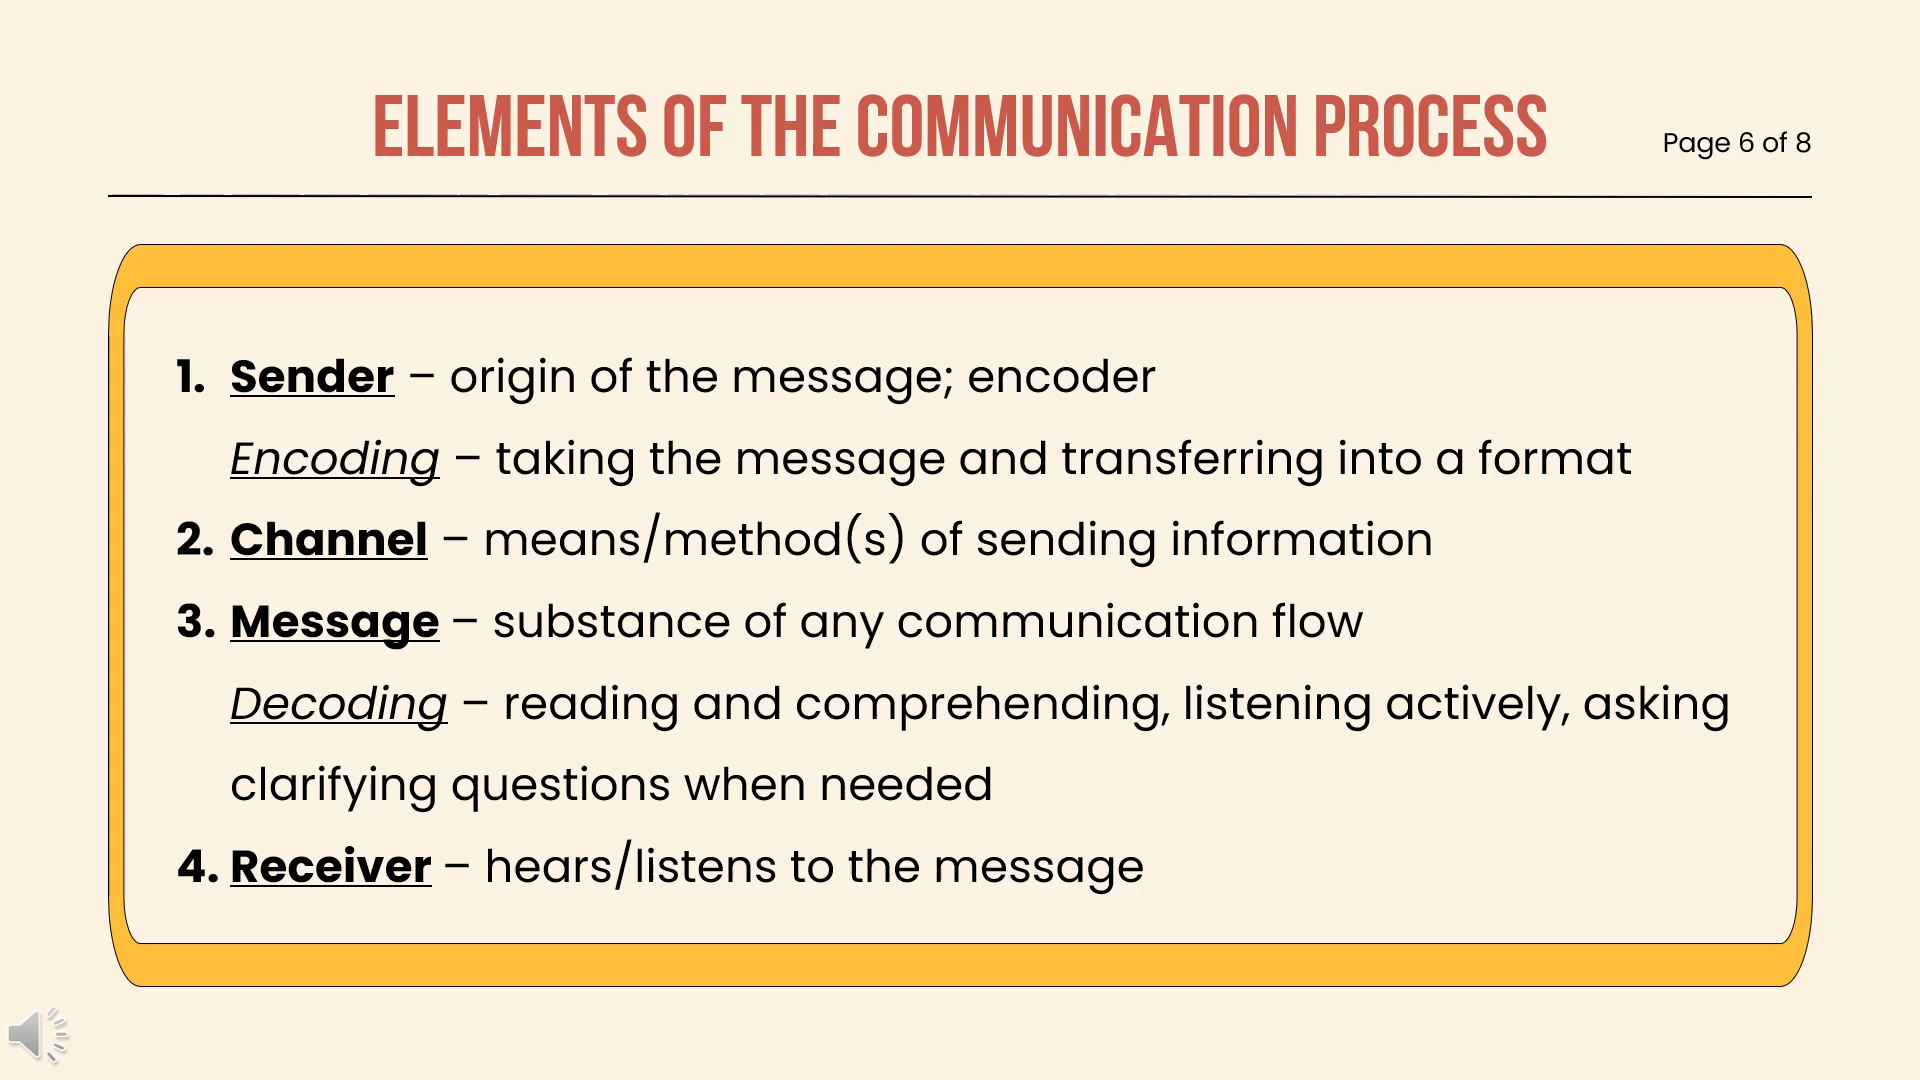 ELEMENTS OF THE COMMUNICATION PROCESS
Page 6 of 8
1. Sender – origin of the message; encoder
Encoding – taking the message and transferring into a format
2. Channel – means/method(s) of sending information
3. Message – substance of any communication flow
Decoding – reading and comprehending, listening actively, asking
clarifying questions when needed
4. Receiver – hears/listens to the message